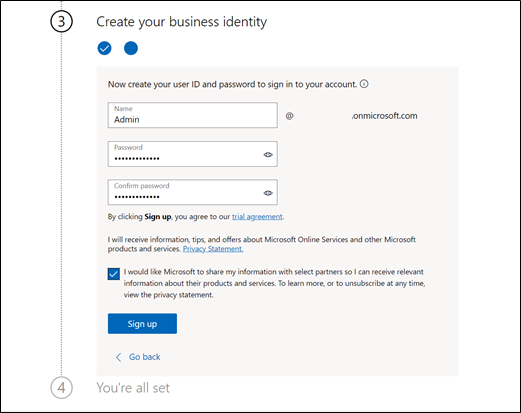 3 Create your business identity
Now create your user ID and password to sign in to your account.
Name
Admin @ .onmicrosoft.com
Password
•••••••••••••
Confirm password
•••••••••••••
By clicking Sign up, you agree to our trial agreement.
I will receive information, tips, and offers about Microsoft Online Services and other Microsoft
products and services. Privacy Statement.
I would like Microsoft to share my information with select partners so I can receive relevant
information about their products and services. To learn more, or to unsubscribe at any time,
view the privacy statement.
Sign up
Go back
4 You're all set